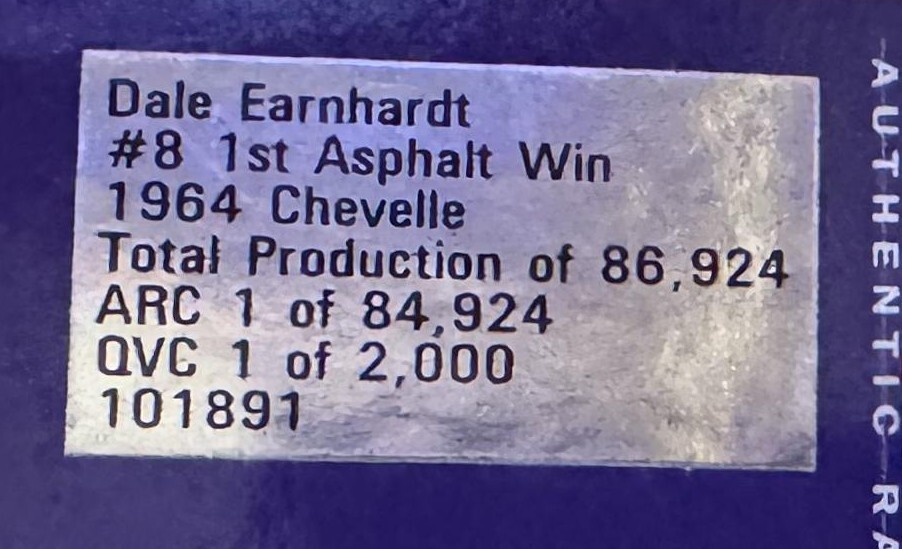 Dale Earnhardt
#8 1st Asphalt Win
1964 Chevelle
Total Production of 86,924
ARC 1 of 84,924
QVC 1 of 2,000
101891
AUTHENTIC